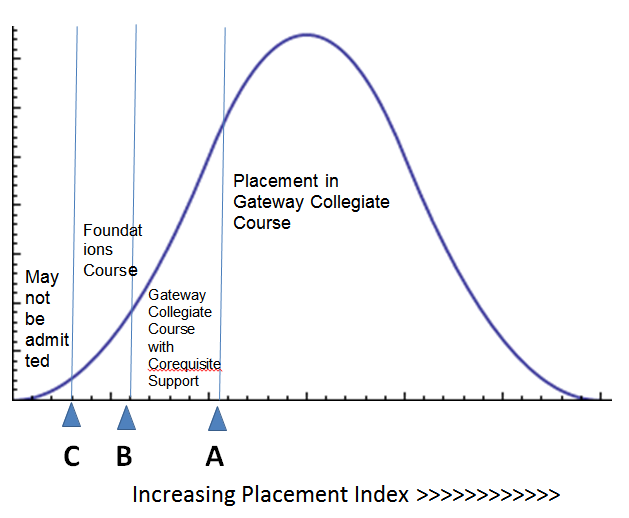 Placement in
Gateway Collegiate
Course
Foundat
ions
Course
May
not
be
admit
ted
Gateway
Collegiate
Course
with
Corequisite
Support
C
B
A
Increasing Placement Index >>>>>>>>>>>>